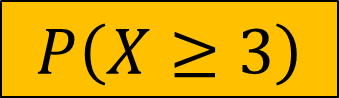 P(X ≥ 3)